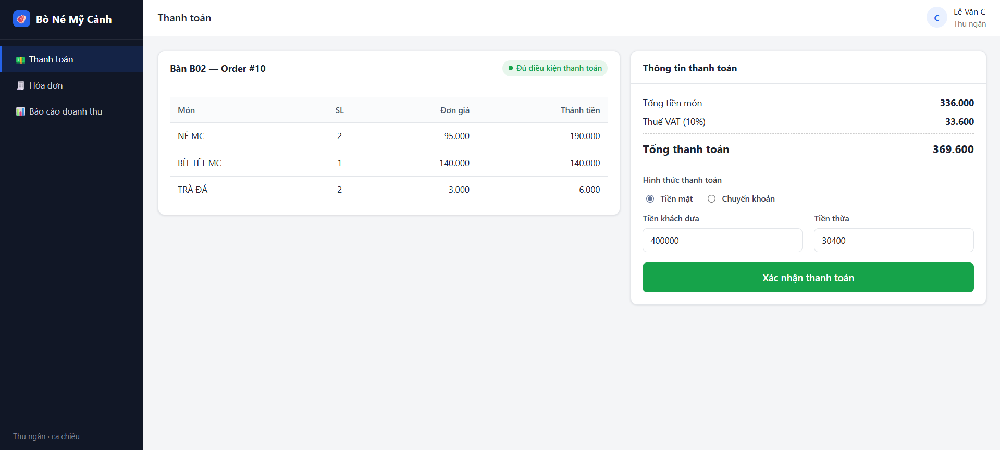 Bò Né Mỹ Cảnh
Thanh toán
Hóa đơn
Báo cáo doanh thu
Thu ngân · ca chiều
Thanh toán
C
Lê Văn C
Thu ngân
Bàn B02 — Order #10
Đủ điều kiện thanh toán
Món SL Đơn giá Thành tiền
NÉ MC 2 95.000 190.000
BÍT TẾT MC 1 140.000 140.000
TRÀ ĐÁ 2 3.000 6.000
Thông tin thanh toán
Tổng tiền món 336.000
Thuế VAT (10%) 33.600
Tổng thanh toán 369.600
Hình thức thanh toán
Tiền mặt Chuyển khoản
Tiền khách đưa Tiền thừa
400000 30400
Xác nhận thanh toán